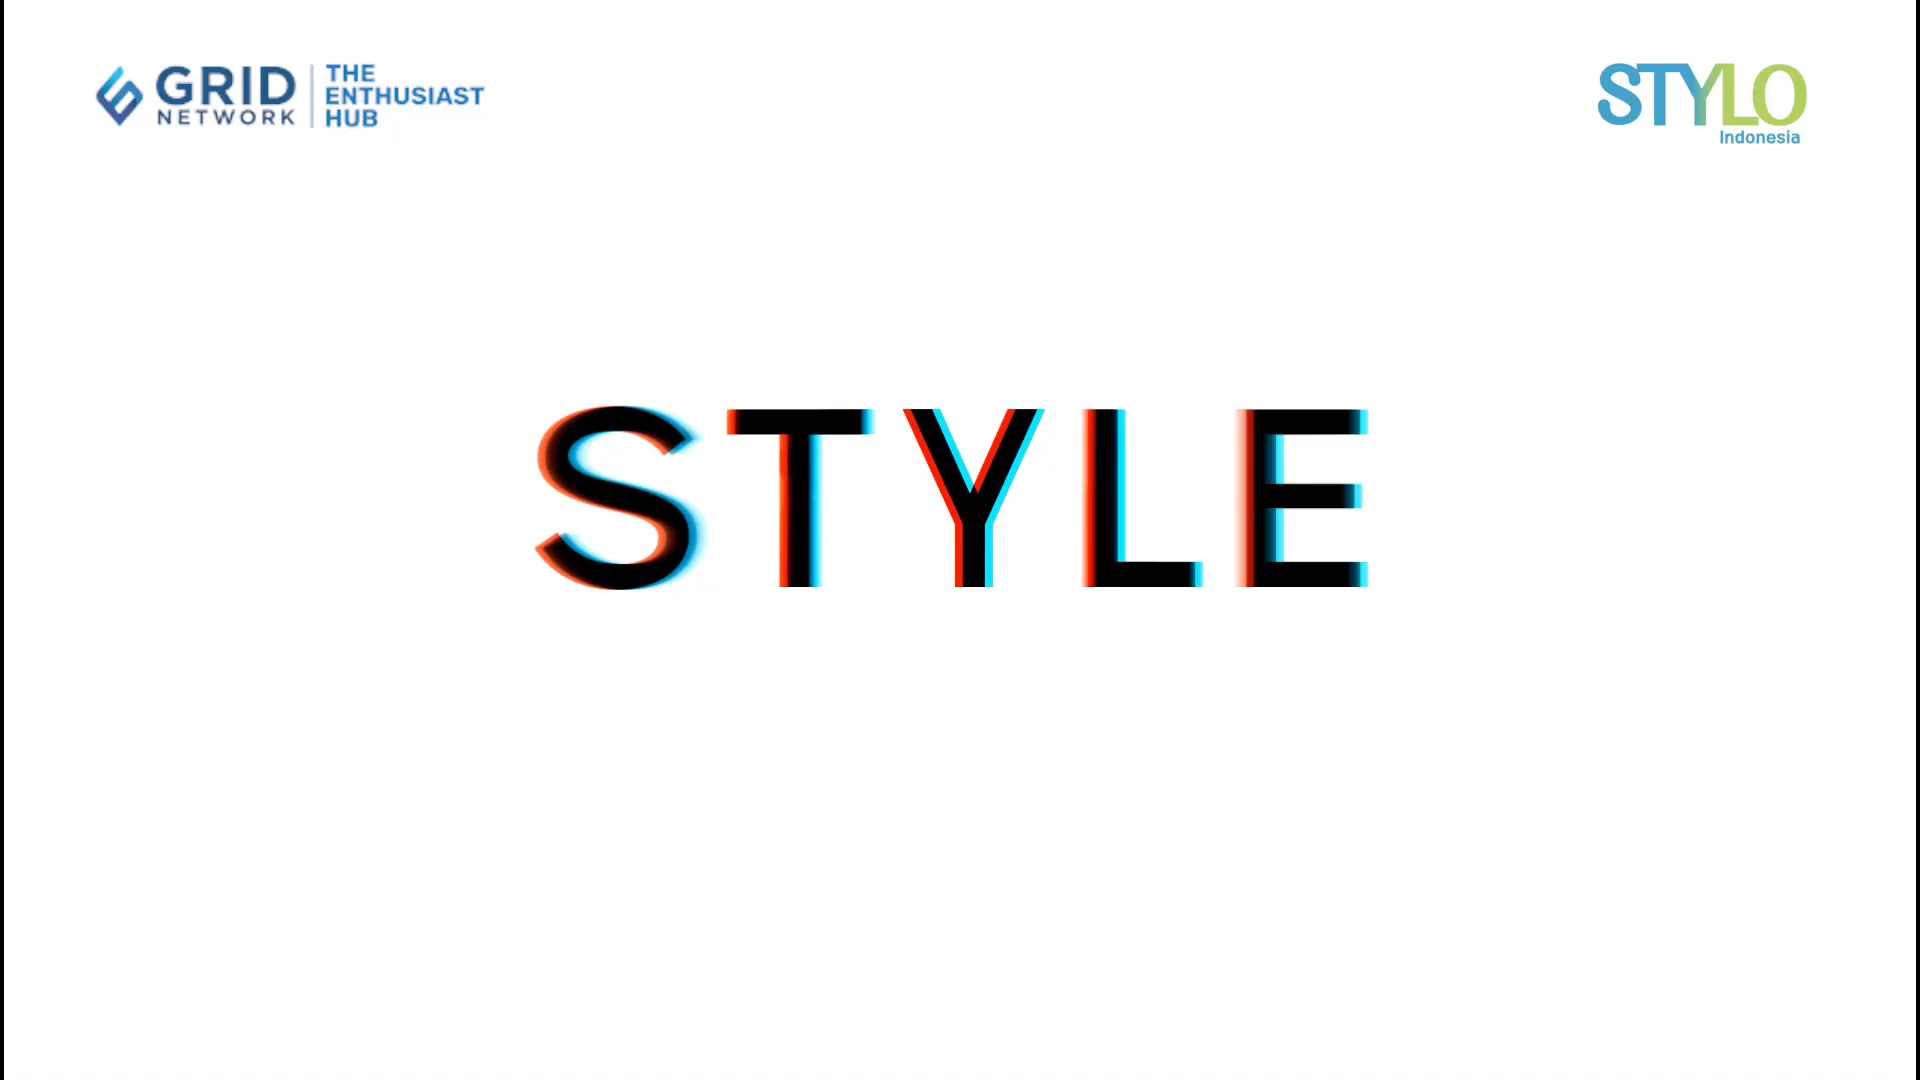 GRID
NETWORK
THE
ENTHUSIAST
HUB
STYLO
Indonesia
STYLE